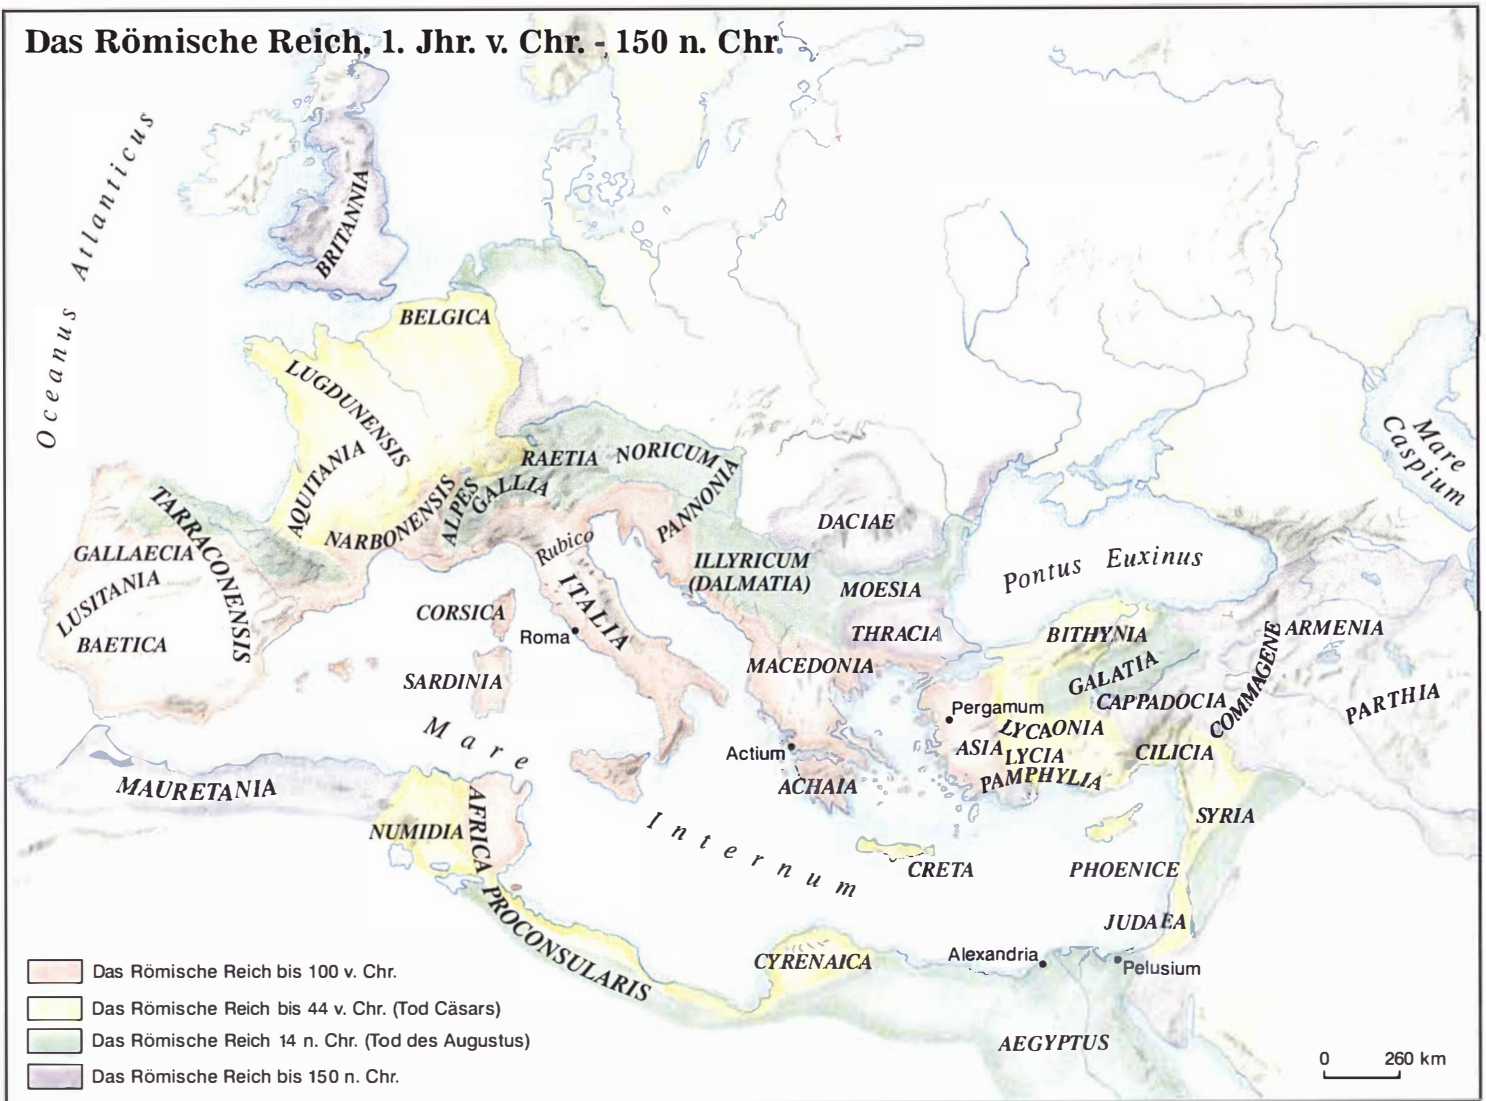 Das Römische Reich, 1. Jhr. v. Chr. - 150 n. Chr.
Oceanus Atlanticus
BRITANNIA
BELGICA
LUGDUNENSIS
AQUITANIA
NARBONENSIS
ALPES
GALLIA
RAETIA
NORICUM
PANNONIA
TARRACONENSIS
GALLAECIA
LUSITANIA
BAETICA
Rubico
ITALIA
CORSICA
Roma
SARDINIA
ILLYRICUM
(DALMATIA)
DACIAE
MOESIA
THRACIA
MACEDONIA
Pontus Euxinus
Mare
Caspium
BITHYNIA
GALATIA
CAPPADOCIA
COMMAGENE
ARMENIA
PARTHIA
Pergamum
LYCAONIA
ASIA
LYCIA
PAMPHYLIA
CILICIA
Actium
ACHAIA
Mare Internum
MAURETANIA
NUMIDIA
AFRICA PROCONSULARIS
CRETA
SYRIA
PHOENICE
JUDAEA
CYRENAICA
Alexandria
Pelusium
AEGYPTUS
Das Römische Reich bis 100 v. Chr.
Das Römische Reich bis 44 v. Chr. (Tod Cäsars)
Das Römische Reich 14 n. Chr. (Tod des Augustus)
Das Römische Reich bis 150 n. Chr.
0 260 km